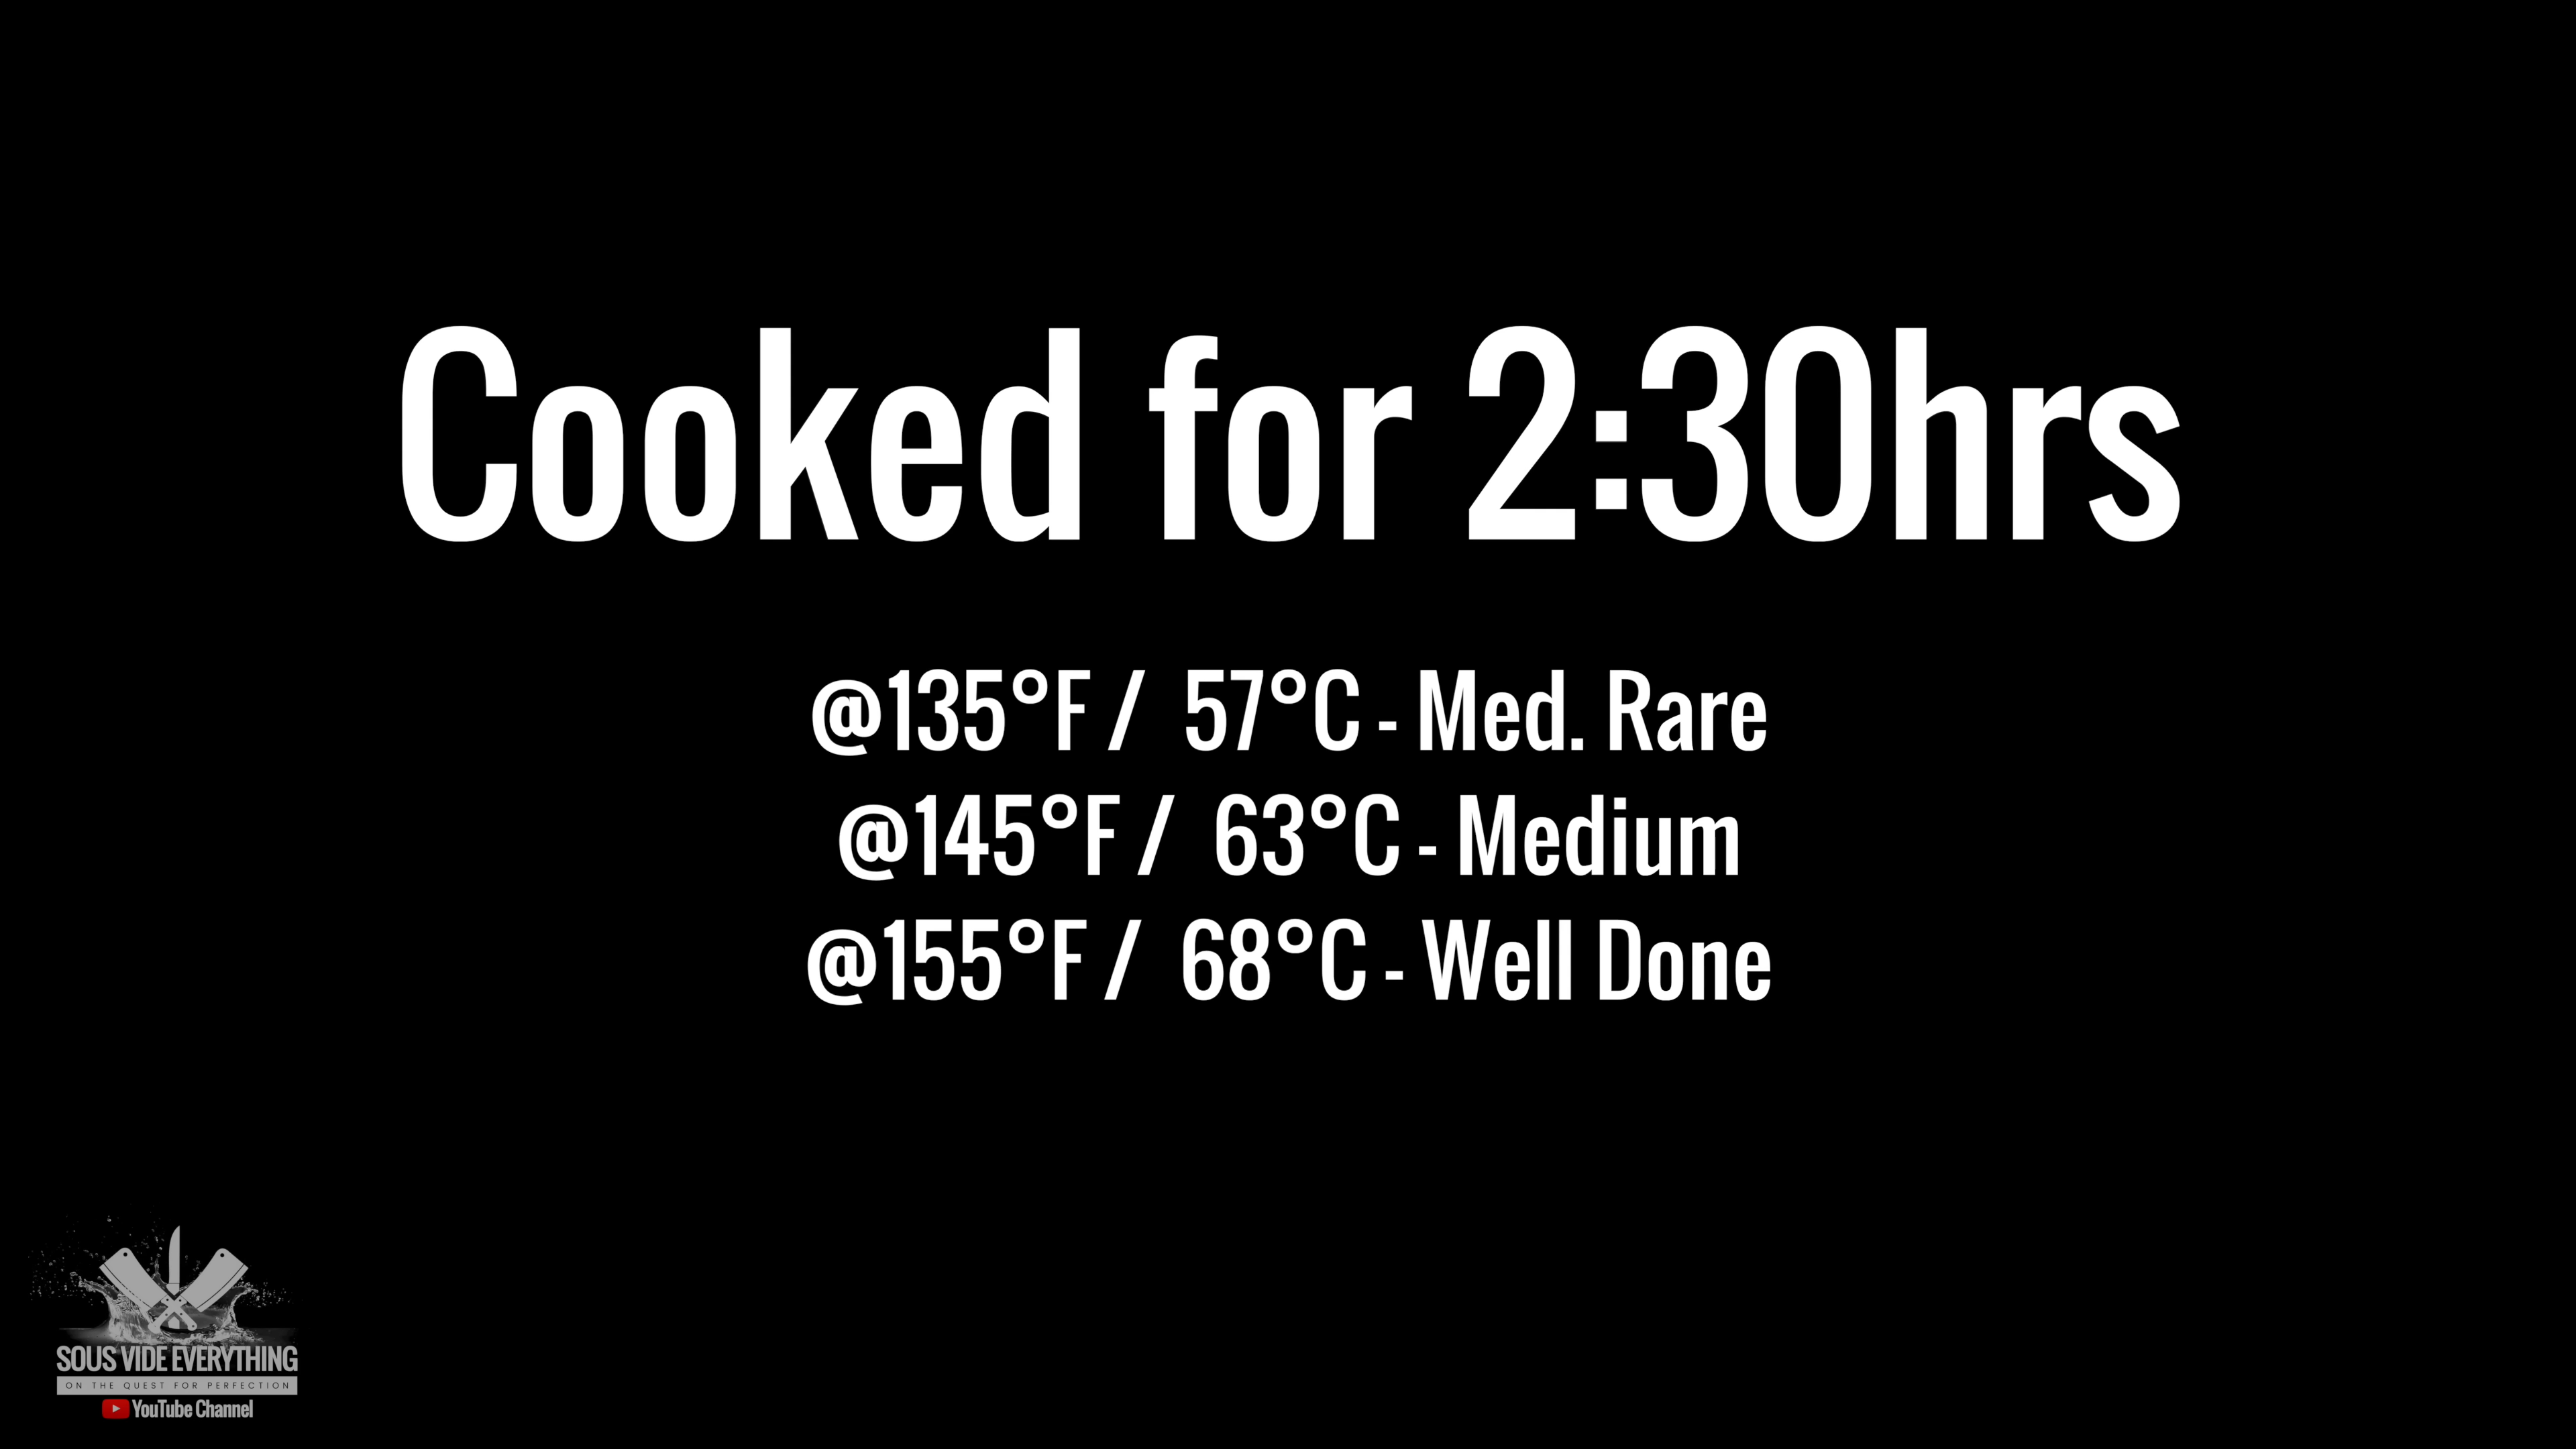 Cooked for 2:30hrs
@135°F / 57°C - Med. Rare
@145°F / 63°C - Medium
@155°F / 68°C - Well Done
SOUS VIDE EVERYTHING
ON THE QUEST FOR PERFECTION
YouTube Channel